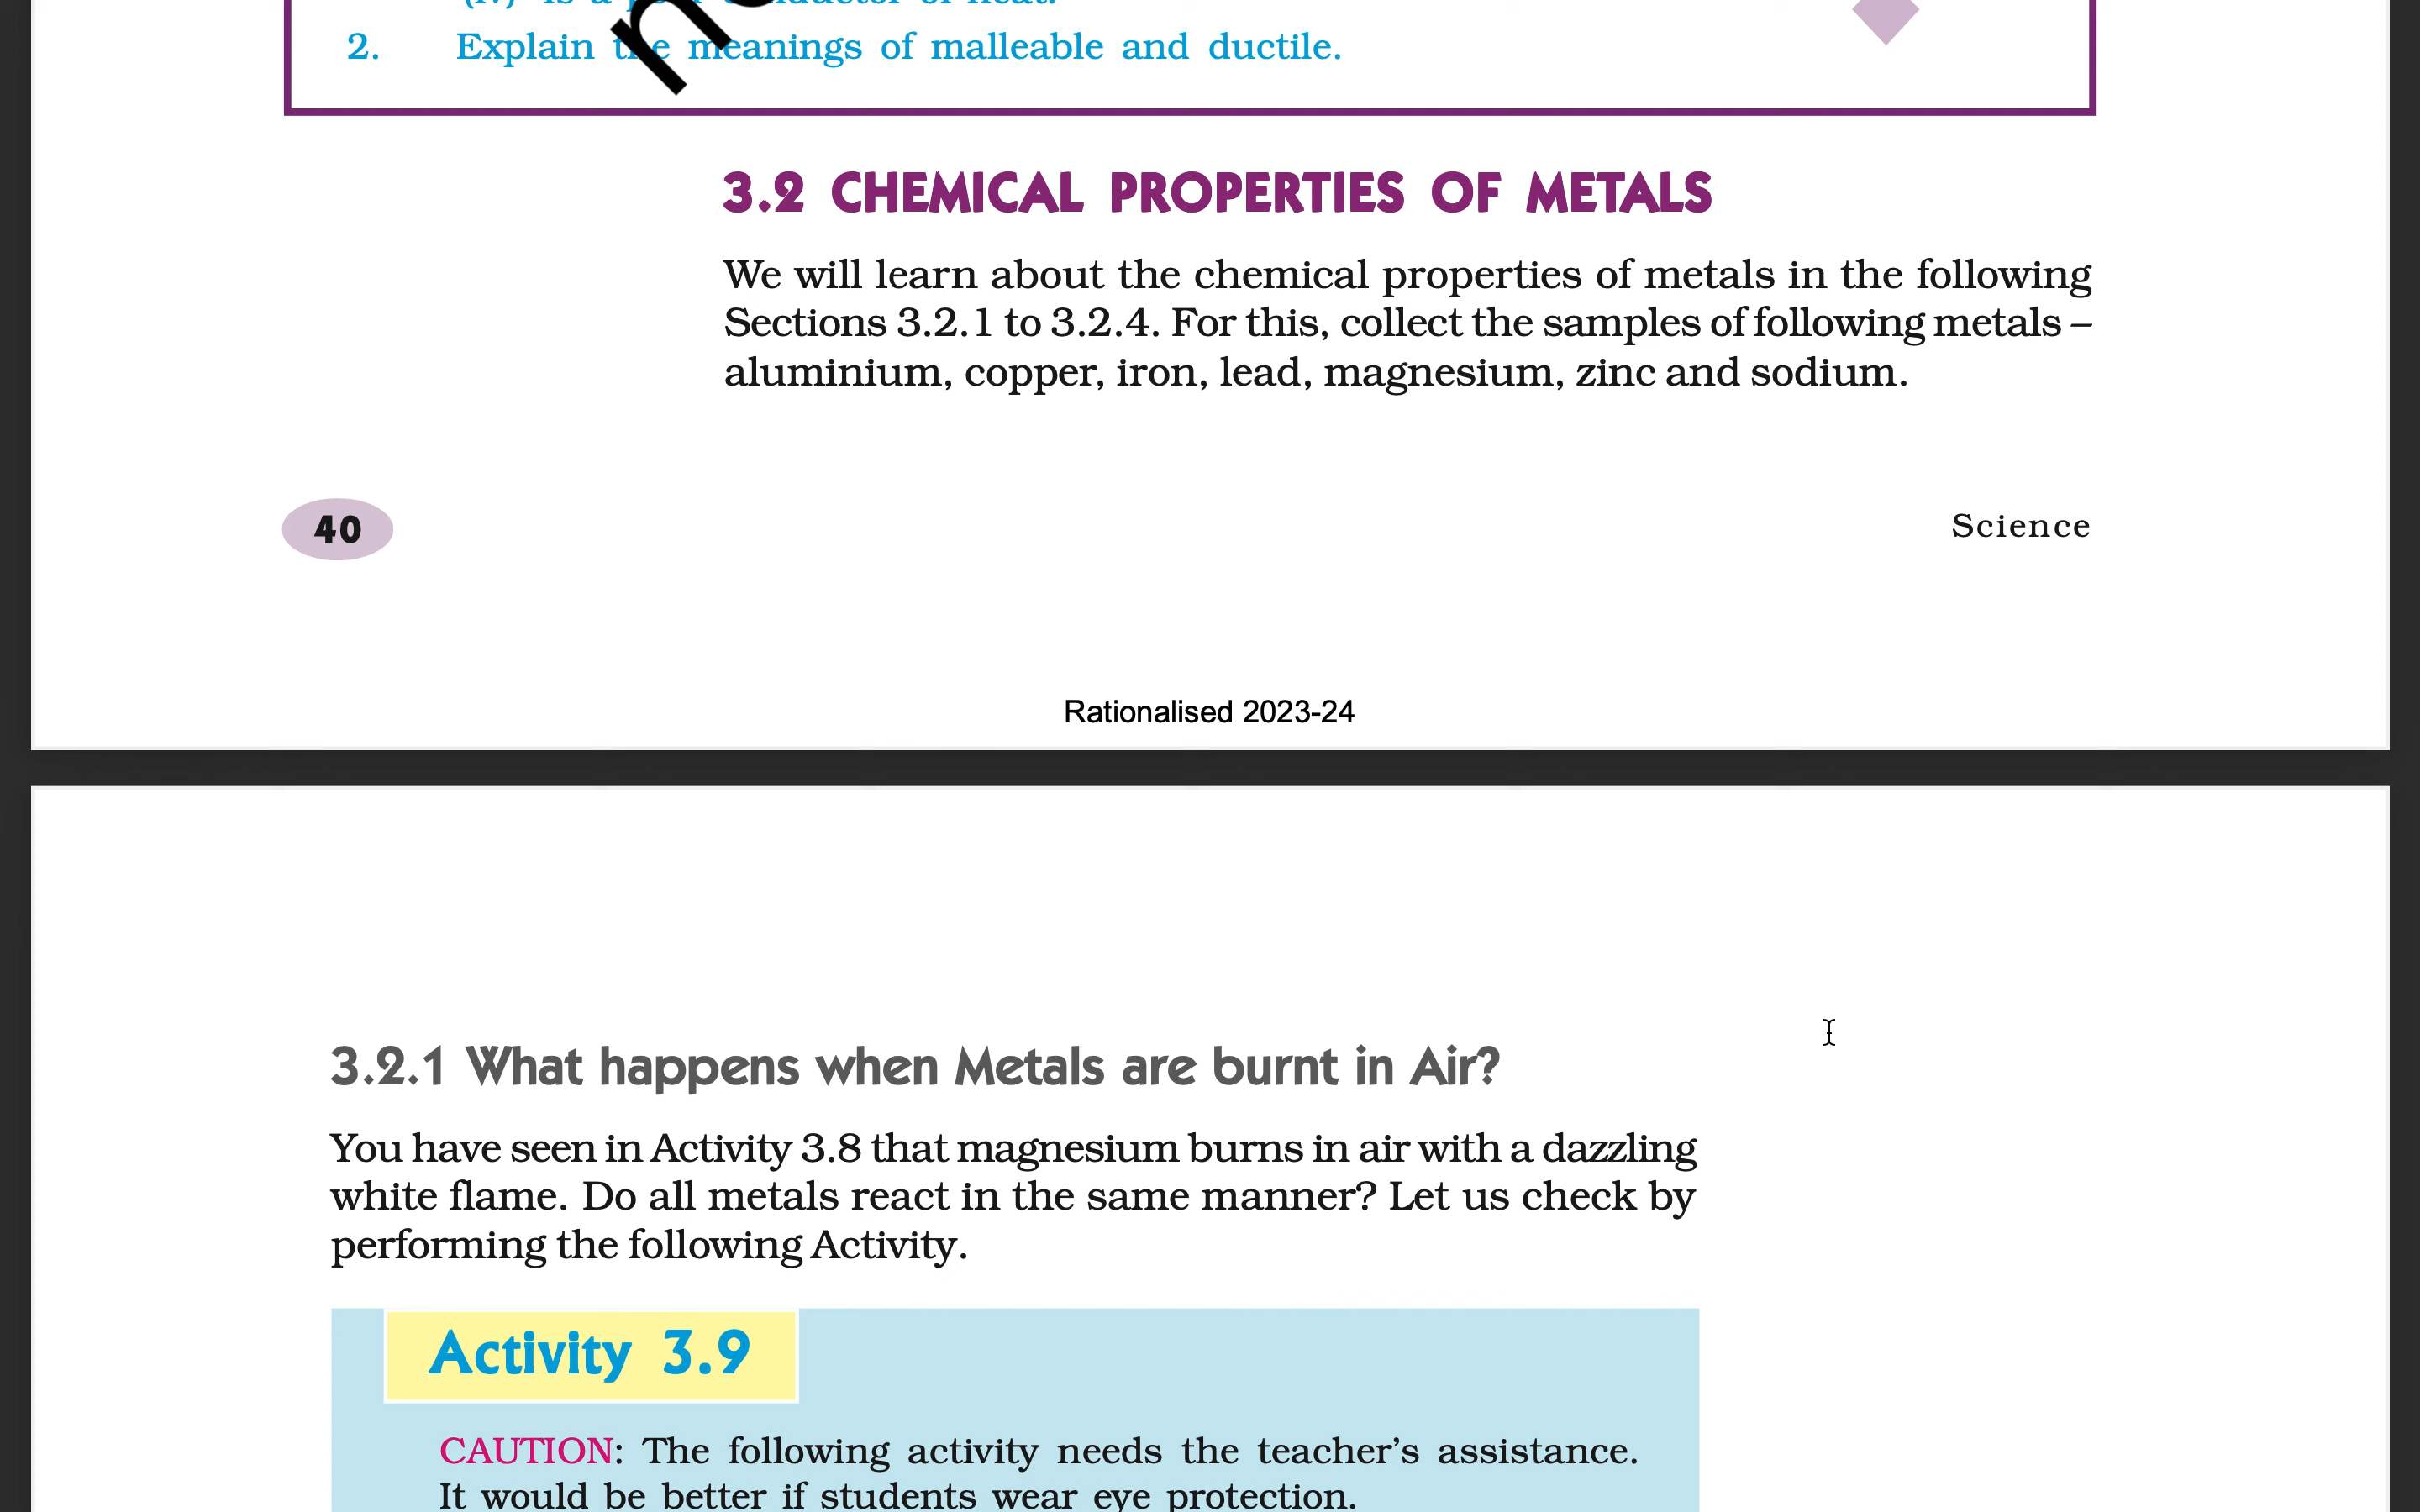 2. Explain the meanings of malleable and ductile.
3.2 CHEMICAL PROPERTIES OF METALS
We will learn about the chemical properties of metals in the following
Sections 3.2.1 to 3.2.4. For this, collect the samples of following metals –
aluminium, copper, iron, lead, magnesium, zinc and sodium.
40
Science
Rationalised 2023-24
3.2.1 What happens when Metals are burnt in Air?
You have seen in Activity 3.8 that magnesium burns in air with a dazzling
white flame. Do all metals react in the same manner? Let us check by
performing the following Activity.
Activity 3.9
CAUTION: The following activity needs the teacher’s assistance.
It would be better if students wear eye protection.